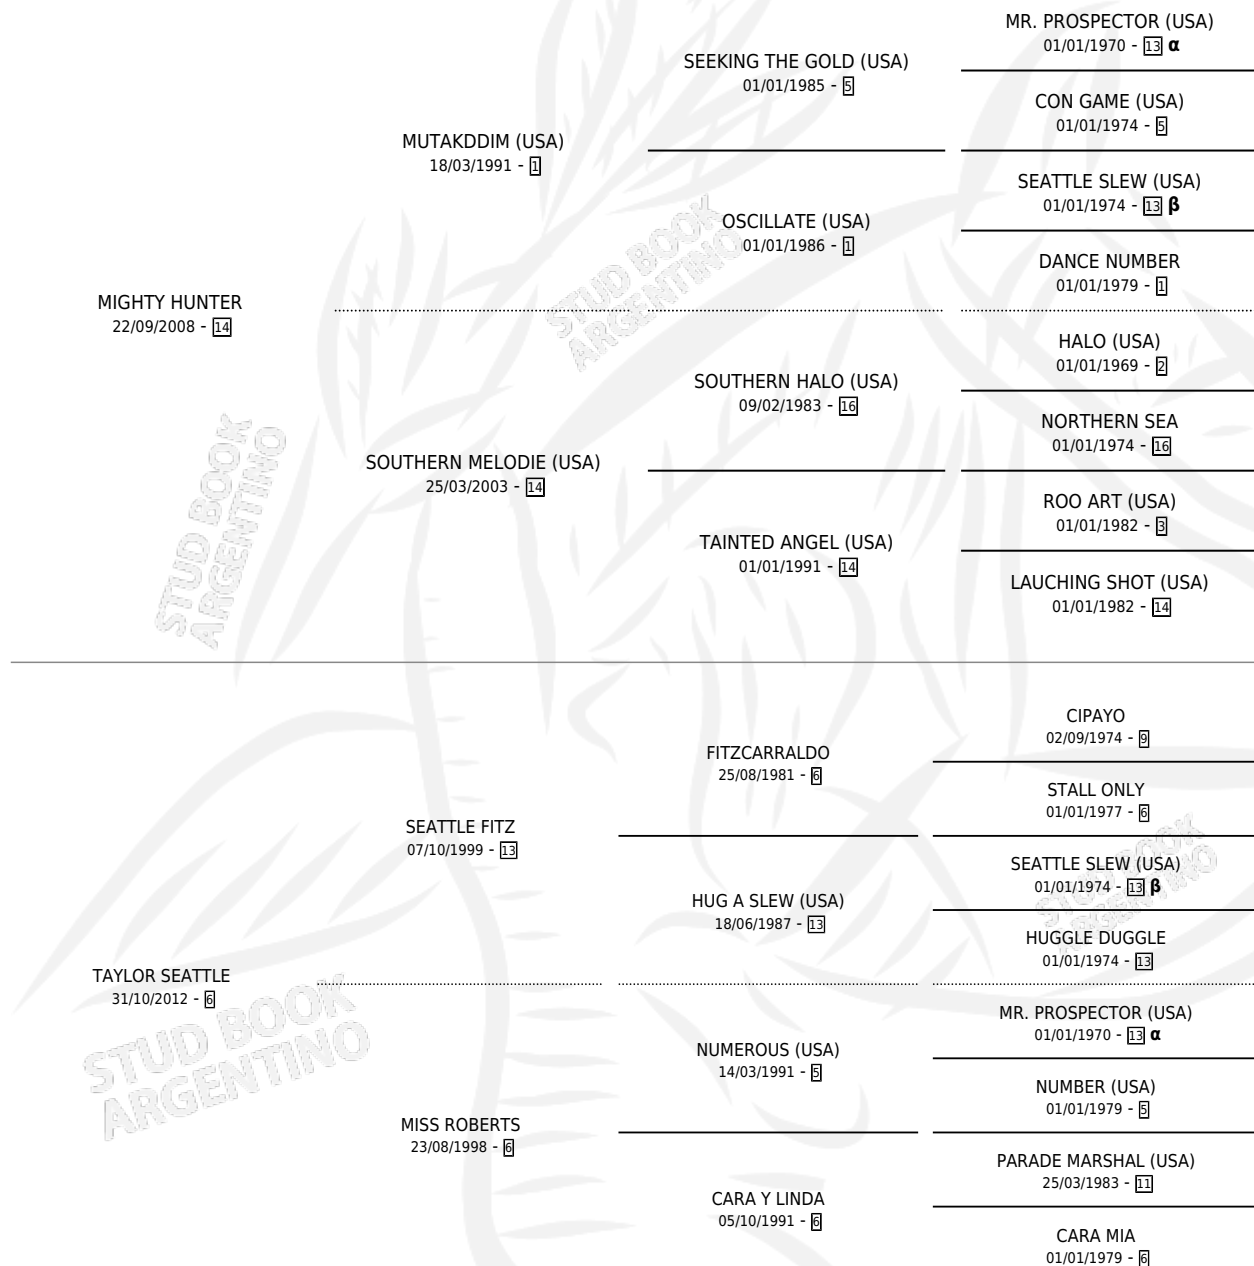 MR. PROSPECTOR (USA)
01/01/1970 - 13 α
SEEKING THE GOLD (USA)
01/01/1985 - 5
CON GAME (USA)
01/01/1974 - 5
MUTAKDDIM (USA)
18/03/1991 - 1
SEATTLE SLEW (USA)
01/01/1974 - 13 β
OSCILLATE (USA)
01/01/1986 - 1
DANCE NUMBER
01/01/1979 - 1
MIGHTY HUNTER
22/09/2008 - 14
HALO (USA)
01/01/1969 - 2
SOUTHERN HALO (USA)
09/02/1983 - 16
NORTHERN SEA
01/01/1974 - 16
SOUTHERN MELODIE (USA)
25/03/2003 - 14
ROO ART (USA)
01/01/1982 - 3
TAINTED ANGEL (USA)
01/01/1991 - 14
LAUCHING SHOT (USA)
01/01/1982 - 14
CIPAYO
02/09/1974 - 9
FITZCARRALDO
25/08/1981 - 6
STALL ONLY
01/01/1977 - 6
SEATTLE FITZ
07/10/1999 - 13
SEATTLE SLEW (USA)
01/01/1974 - 13 β
HUG A SLEW (USA)
18/06/1987 - 13
HUGGLE DUGGLE
01/01/1974 - 13
TAYLOR SEATTLE
31/10/2012 - 6
MR. PROSPECTOR (USA)
01/01/1970 - 13 α
NUMEROUS (USA)
14/03/1991 - 5
NUMBER (USA)
01/01/1979 - 5
MISS ROBERTS
23/08/1998 - 6
PARADE MARSHAL (USA)
25/03/1983 - 11
CARA Y LINDA
05/10/1991 - 6
CARA MIA
01/01/1979 - 6
STUD BOOK
ARGENTINO
STUD BOOK
ARGENTINO
STUD BOOK
ARGENTINO
STUD BOOK
ARGENTINO